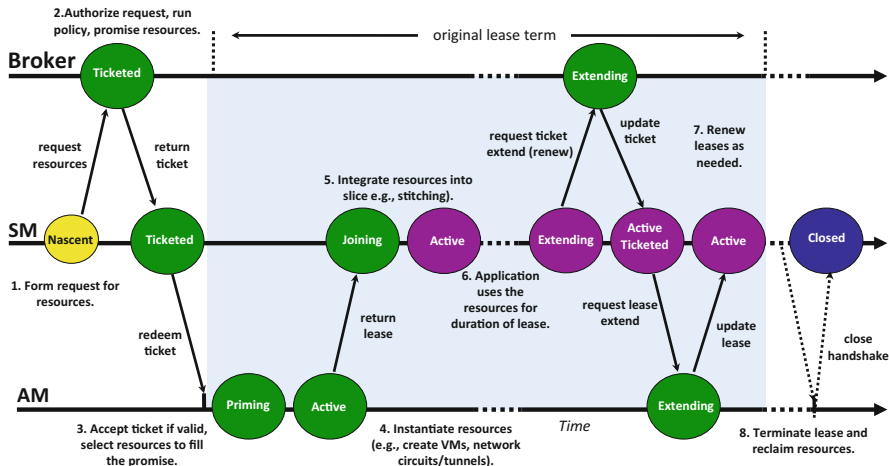 2.Authorize request, run
policy, promise resources.
original lease term
Broker
Ticketed
Extending
request
resources
return
ticket
request ticket
extend (renew)
update
ticket
7. Renew
leases as
needed.
5. Integrate resources into
slice e.g., stitching).
SM
Nascent
Ticketed
Joining
Active
Extending
Active
Ticketed
Active
Closed
1. Form request for
resources.
6. Application
uses the
resources for
duration of lease.
redeem
ticket
return
lease
request lease
extend
update
lease
close
handshake
AM
Priming
Active
Extending
3. Accept ticket if valid,
select resources to fill
the promise.
4. Instantiate resources
(e.g., create VMs, network
circuits/tunnels).
Time
8. Terminate lease and
reclaim resources.